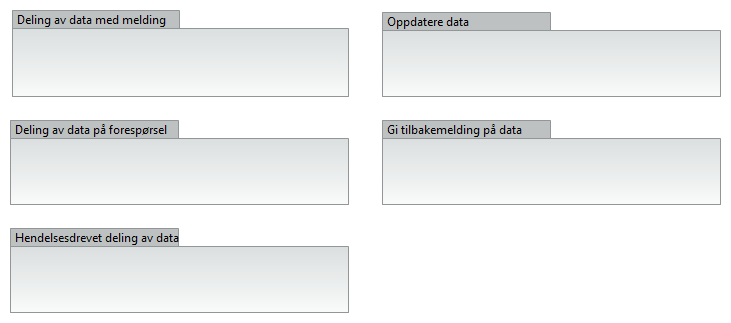 Deling av data med melding
Oppdatere data
Deling av data på forespørsel
Gi tilbakemelding på data
Hendelsesdrevet deling av data